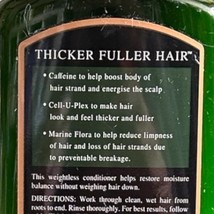 THICKER FULLER HAIR™
• Caffeine to help boost body of
hair strand and energise the scalp
• Cell-U-Plex to make hair
look and feel thicker and fuller
• Marine Flora to help reduce limpness
of hair and loss of hair strands due
to preventable breakage.
This weightless conditioner helps restore moisture
balance without weighing hair down.
DIRECTIONS: Work through clean, wet hair from
roots to end. Rinse thoroughly. For best results, follow